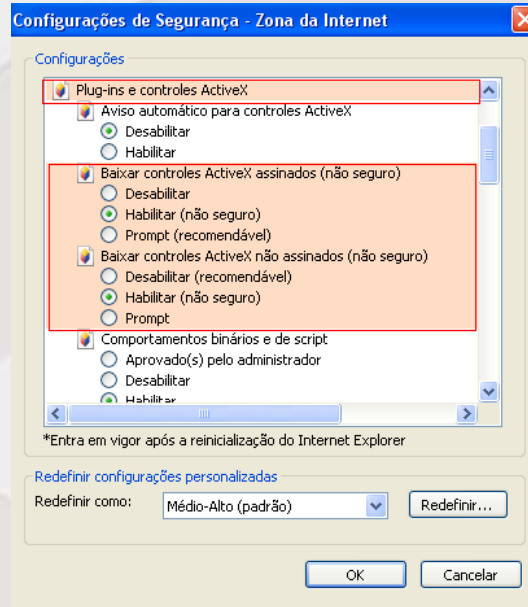 Configurações de Segurança - Zona da Internet
Configurações
Plug-ins e controles ActiveX
Aviso automático para controles ActiveX
Desabilitar
Habilitar
Baixar controles ActiveX assinados (não seguro)
Desabilitar
Habilitar (não seguro)
Prompt (recomendável)
Baixar controles ActiveX não assinados (não seguro)
Desabilitar (recomendável)
Habilitar (não seguro)
Prompt
Comportamentos binários e de script
Aprovado(s) pelo administrador
Desabilitar
Habilitar
*Entra em vigor após a reinicialização do Internet Explorer
Redefinir configurações personalizadas
Redefinir como: Médio-Alto (padrão) Redefinir...
OK Cancelar